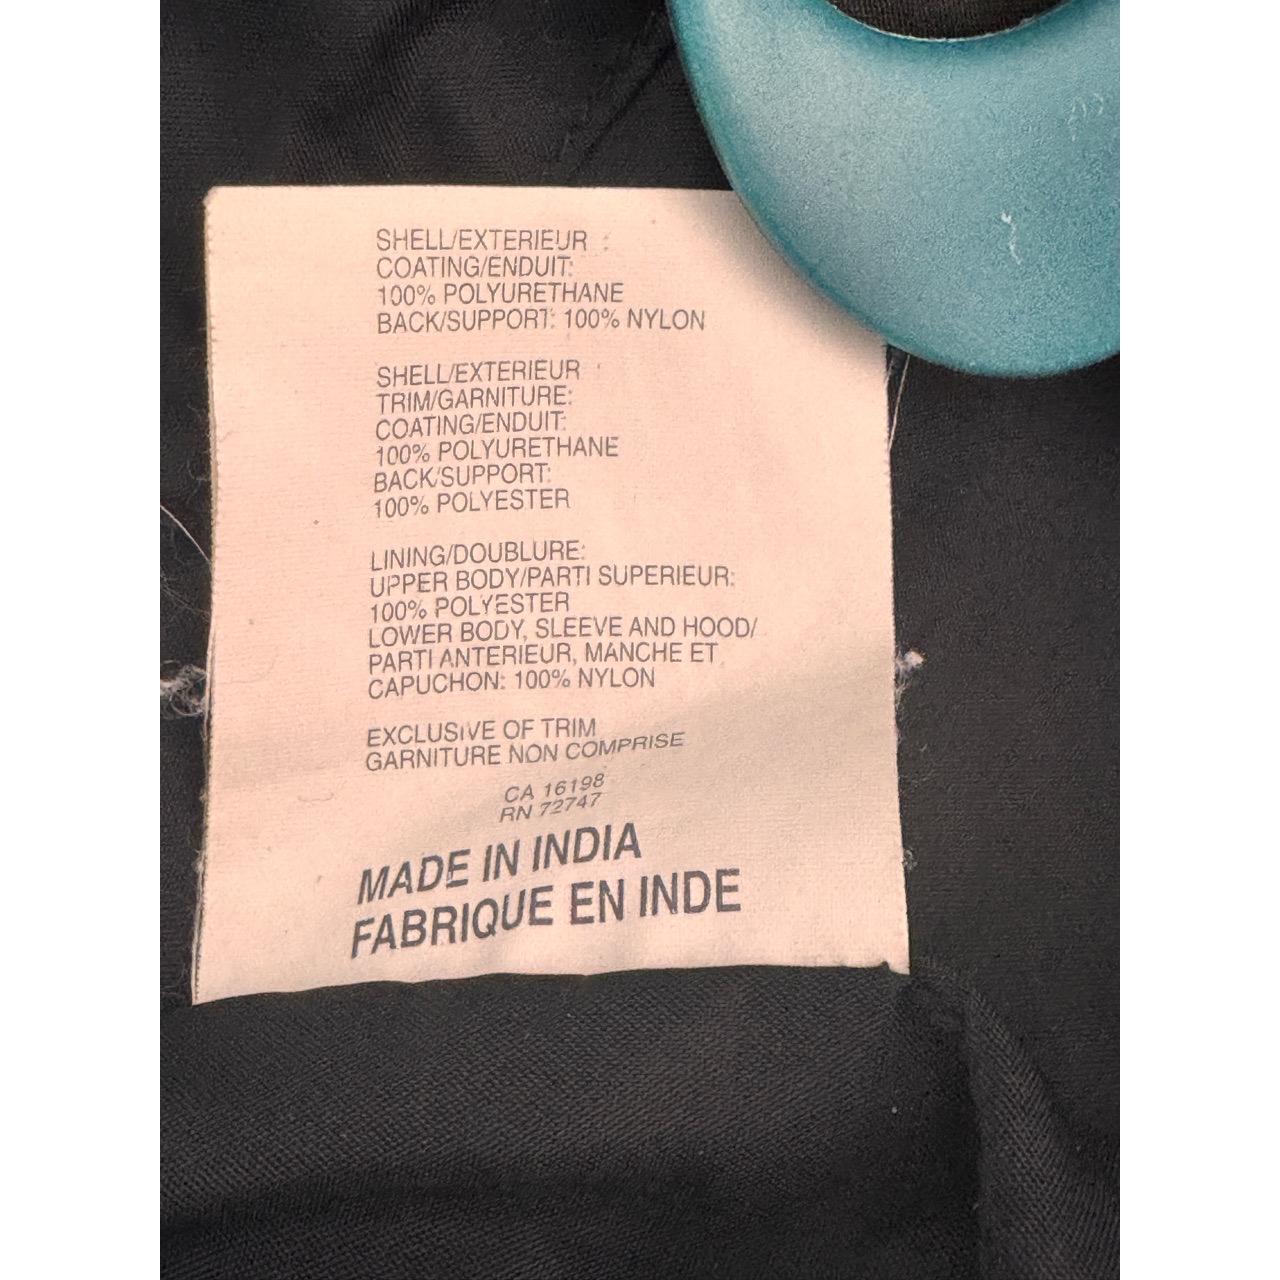 SHELL/EXTERIEUR :
COATING/ENDUIT:
100% POLYURETHANE
BACK/SUPPORT: 100% NYLON
SHELL/EXTERIEUR :
TRIM/GARNITURE:
COATING/ENDUIT:
100% POLYURETHANE
BACK/SUPPORT:
100% POLYESTER
LINING/DOUBLURE:
UPPER BODY/PARTI SUPERIEUR:
100% POLYESTER
LOWER BODY, SLEEVE AND HOOD/
PARTI ANTERIEUR, MANCHE ET
CAPUCHON: 100% NYLON
EXCLUSIVE OF TRIM
GARNITURE NON COMPRISE
CA 16198
RN 72747
MADE IN INDIA
FABRIQUE EN INDE